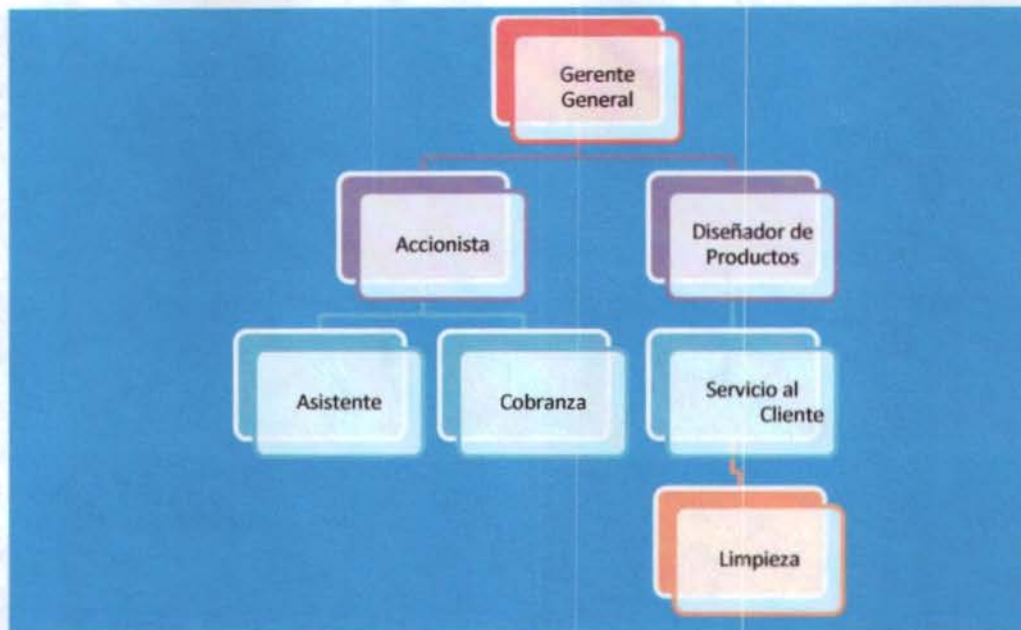 Gerente
General
Accionista
Diseñador de
Productos
Asistente
Cobranza
Servicio al
Cliente
Limpieza